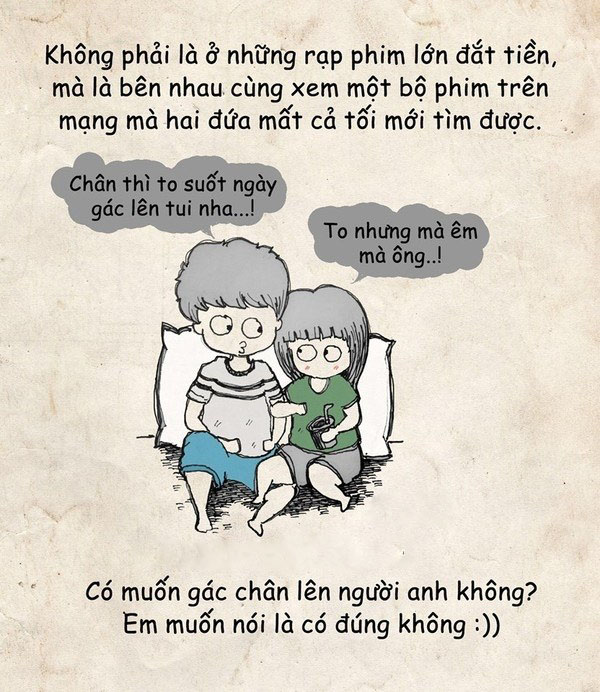 Không phải là ở những rạp phim lớn đắt tiền,
mà là bên nhau cùng xem một bộ phim trên
mạng mà hai đứa mất cả tối mới tìm được.
Chân thì to suốt ngày
gác lên tui nha...!
To nhưng mà êm
mà ông..!
Có muốn gác chân lên người anh không?
Em muốn nói là có đúng không :))